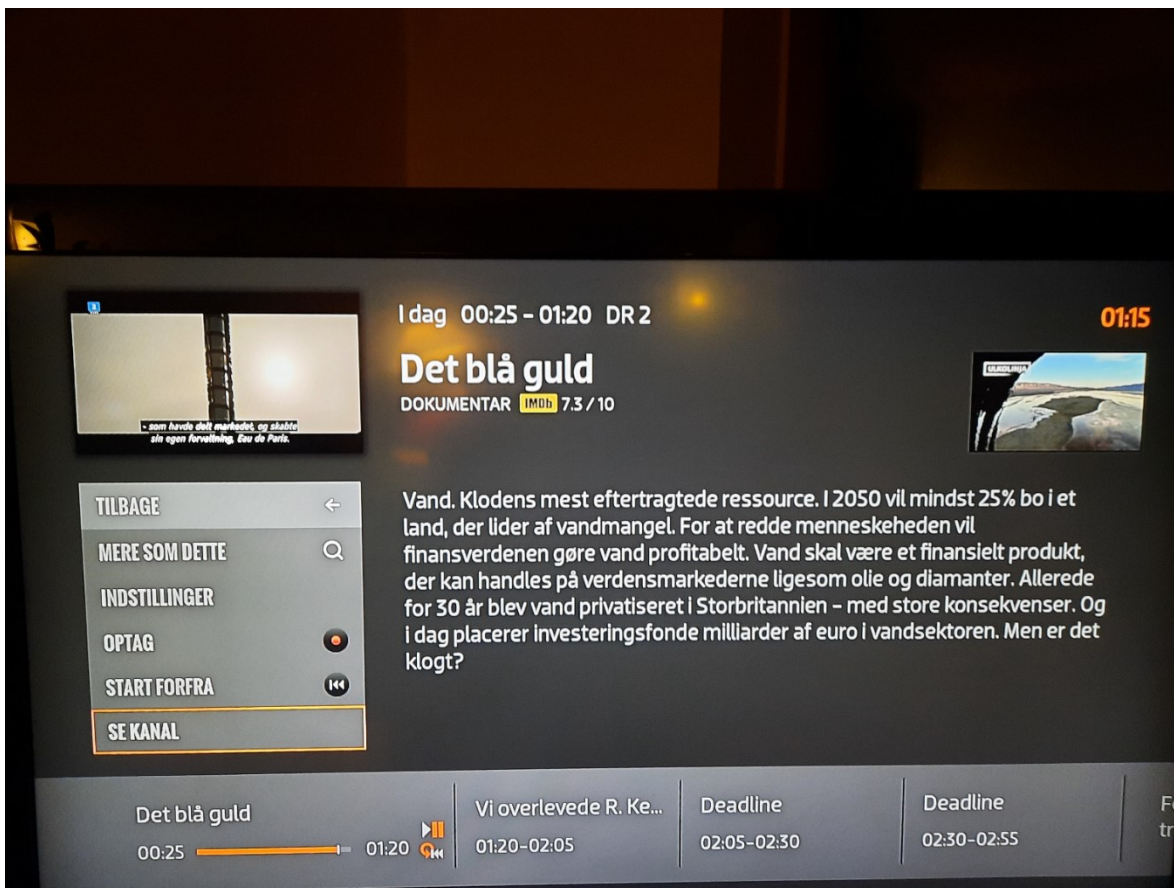 - som havde delt markedet, og skabte
sin egen forvaltning, Eau de Paris.
I dag 00:25 – 01:20 DR 2
01:15
Det blå guld
DOKUMENTAR IMDb 7.3 / 10
ULKOLINJA
TILBAGE
MERE SOM DETTE
INDSTILLINGER
OPTAG
START FORFRA
SE KANAL
Vand. Klodens mest eftertragtede ressource. I 2050 vil mindst 25% bo i et
land, der lider af vandmangel. For at redde menneskeheden vil
finansverdenen gøre vand profitabelt. Vand skal være et finansielt produkt,
der kan handles på verdensmarkederne ligesom olie og diamanter. Allerede
for 30 år blev vand privatiseret i Storbritannien – med store konsekvenser. Og
i dag placerer investeringsfonde milliarder af euro i vandsektoren. Men er det
klogt?
Det blå guld
00:25 01:20
Vi overlevede R. Ke...
01:20-02:05
Deadline
02:05-02:30
Deadline
02:30-02:55